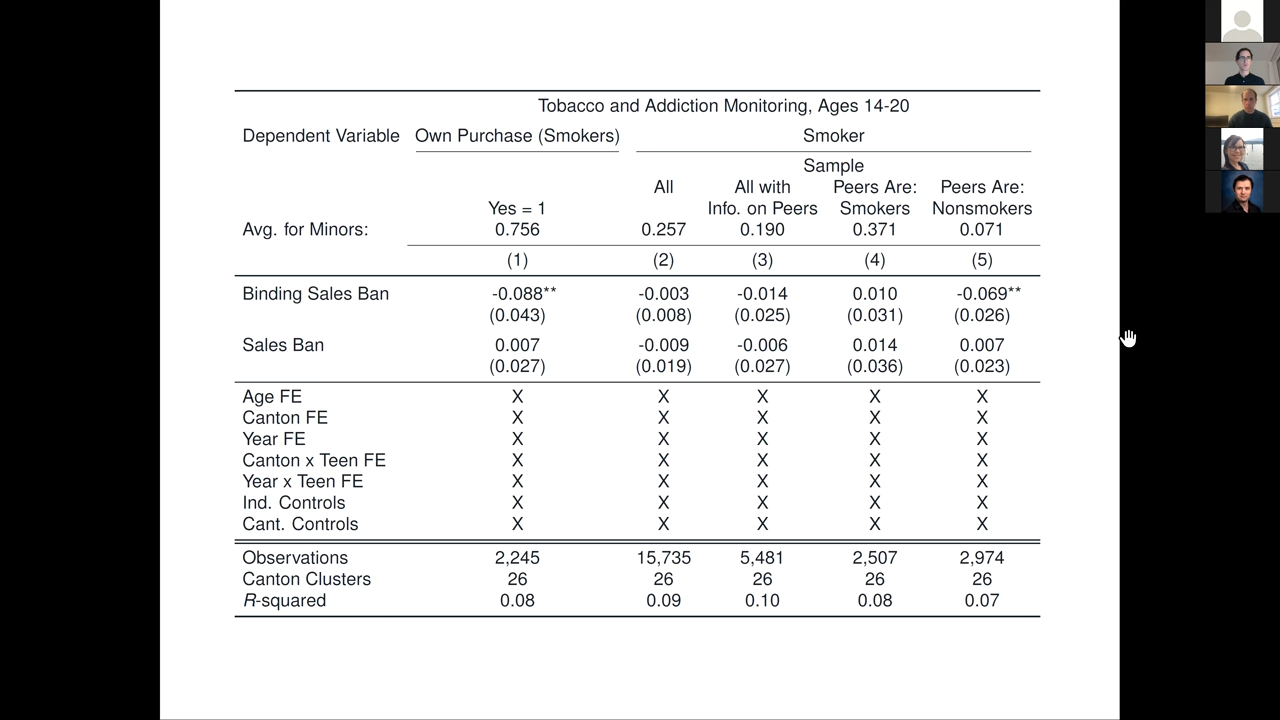 Tobacco and Addiction Monitoring, Ages 14-20
Dependent Variable Own Purchase (Smokers) Smoker
Sample
All All with Peers Are: Peers Are:
Yes = 1 Info. on Peers Smokers Nonsmokers
Avg. for Minors: 0.756 0.257 0.190 0.371 0.071
(1) (2) (3) (4) (5)
Binding Sales Ban -0.088** -0.003 -0.014 0.010 -0.069**
(0.043) (0.008) (0.025) (0.031) (0.026)
Sales Ban 0.007 -0.009 -0.006 0.014 0.007
(0.027) (0.019) (0.027) (0.036) (0.023)
Age FE X X X X X
Canton FE X X X X X
Year FE X X X X X
Canton x Teen FE X X X X X
Year x Teen FE X X X X X
Ind. Controls X X X X X
Cant. Controls X X X X X
Observations 2,245 15,735 5,481 2,507 2,974
Canton Clusters 26 26 26 26 26
R-squared 0.08 0.09 0.10 0.08 0.07